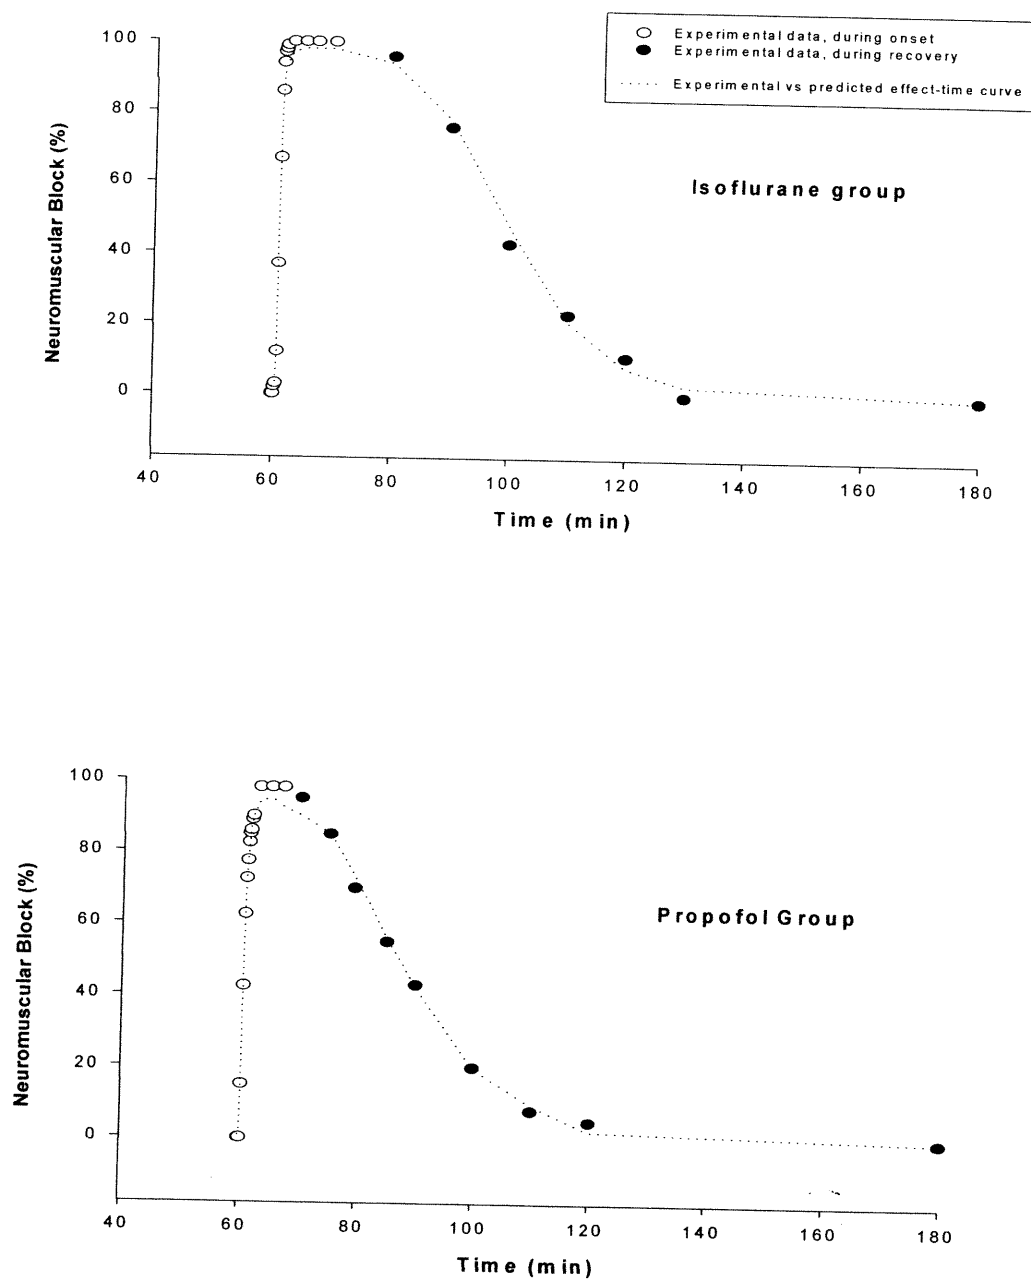 Experimental data, during onset
Experimental data, during recovery
Experimental vs predicted effect-time curve
100
80
60
40
20
0
Neuromuscular Block (%)
Isoflurane group
40 60 80 100 120 140 160 180
Time (min)
100
80
60
40
20
0
Neuromuscular Block (%)
Propofol Group
40 60 80 100 120 140 160 180
Time (min)